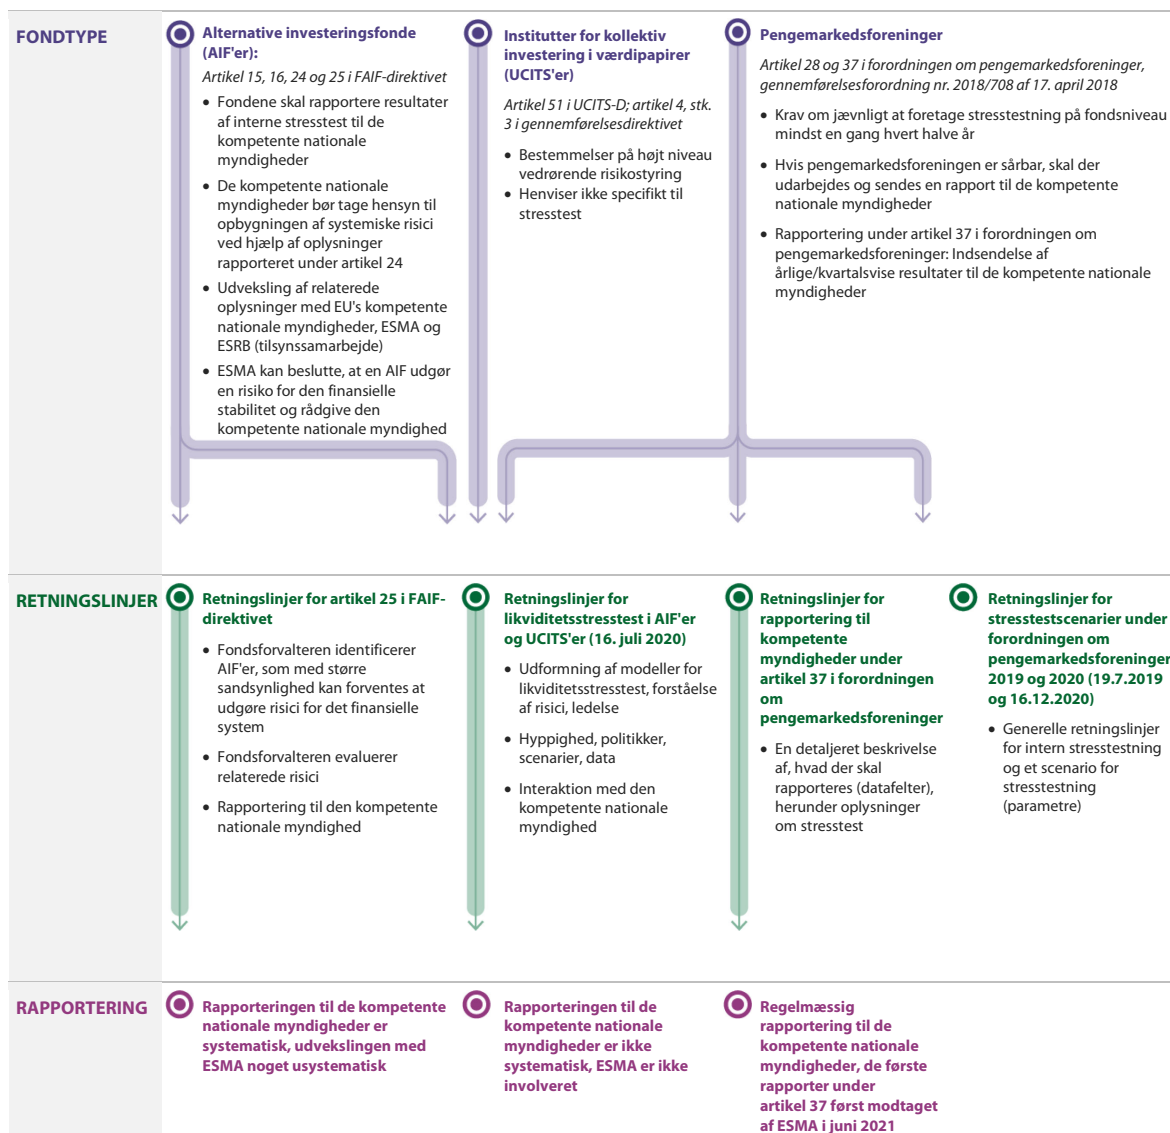 FONDTYPE
Alternative investeringsfonde
(AIF'er):
Artikel 15, 16, 24 og 25 i FAIF-direktivet
• Fondene skal rapportere resultater
af interne stresstest til de
kompetente nationale
myndigheder
• De kompetente nationale
myndigheder bør tage hensyn til
opbygningen af systemiske risici
ved hjælp af oplysninger
rapporteret under artikel 24
• Udveksling af relaterede
oplysninger med EU's kompetente
nationale myndigheder, ESMA og
ESRB (tilsynssamarbejde)
• ESMA kan beslutte, at en AIF udgør
en risiko for den finansielle
stabilitet og rådgive den
kompetente nationale myndighed
Institutter for kollektiv
investering i værdipapirer
(UCITS'er)
Artikel 51 i UCITS-D; artikel 4, stk.
3 i gennemførelsesdirektivet
• Bestemmelser på højt niveau
vedrørende risikostyring
• Henviser ikke specifikt til
stresstest
Pengemarkedsforeninger
Artikel 28 og 37 i forordningen om pengemarkedsforeninger,
gennemførelsesforordning nr. 2018/708 af 17. april 2018
• Krav om jævnligt at foretage stresstestning på fondsniveau
mindst en gang hvert halve år
• Hvis pengemarkedsforeningen er sårbar, skal der
udarbejdes og sendes en rapport til de kompetente
nationale myndigheder
• Rapportering under artikel 37 i forordningen om
pengemarkedsforeninger: Indsendelse af
årlige/kvartalsvise resultater til de kompetente nationale
myndigheder
RETNINGSLINJER
Retningslinjer for artikel 25 i FAIF-
direktivet
• Fondsforvalteren identificerer
AIF'er, som med større
sandsynlighed kan forventes at
udgøre risici for det finansielle
system
• Fondsforvalteren evaluerer
relaterede risici
• Rapportering til den kompetente
nationale myndighed
Retningslinjer for
likviditetsstresstest i AIF'er
og UCITS'er (16. juli 2020)
• Udformning af modeller for
likviditetsstresstest, forståelse
af risici, ledelse
• Hyppighed, politikker,
scenarier, data
• Interaktion med den
kompetente nationale
myndighed
Retningslinjer for
rapportering til
kompetente
myndigheder under
artikel 37 i forordningen
om
pengemarkedsforeninger
• En detaljeret beskrivelse
af, hvad der skal
rapporteres (datafelter),
herunder oplysninger
om stresstest
Retningslinjer for
stresstestscenarier under
forordningen om
pengemarkedsforeninger
2019 og 2020 (19.7.2019
og 16.12.2020)
• Generelle retningslinjer
for intern stresstestning
og et scenario for
stresstestning
(parametre)
RAPPORTERING
Rapporteringen til de kompetente
nationale myndigheder er
systematisk, udvekslingen med
ESMA noget usystematisk
Rapporteringen til de
kompetente nationale
myndigheder er ikke
systematisk, ESMA er ikke
involveret
Regelmæssig
rapportering til de
kompetente nationale
myndigheder, de første
rapporter under
artikel 37 først modtaget
af ESMA i juni 2021